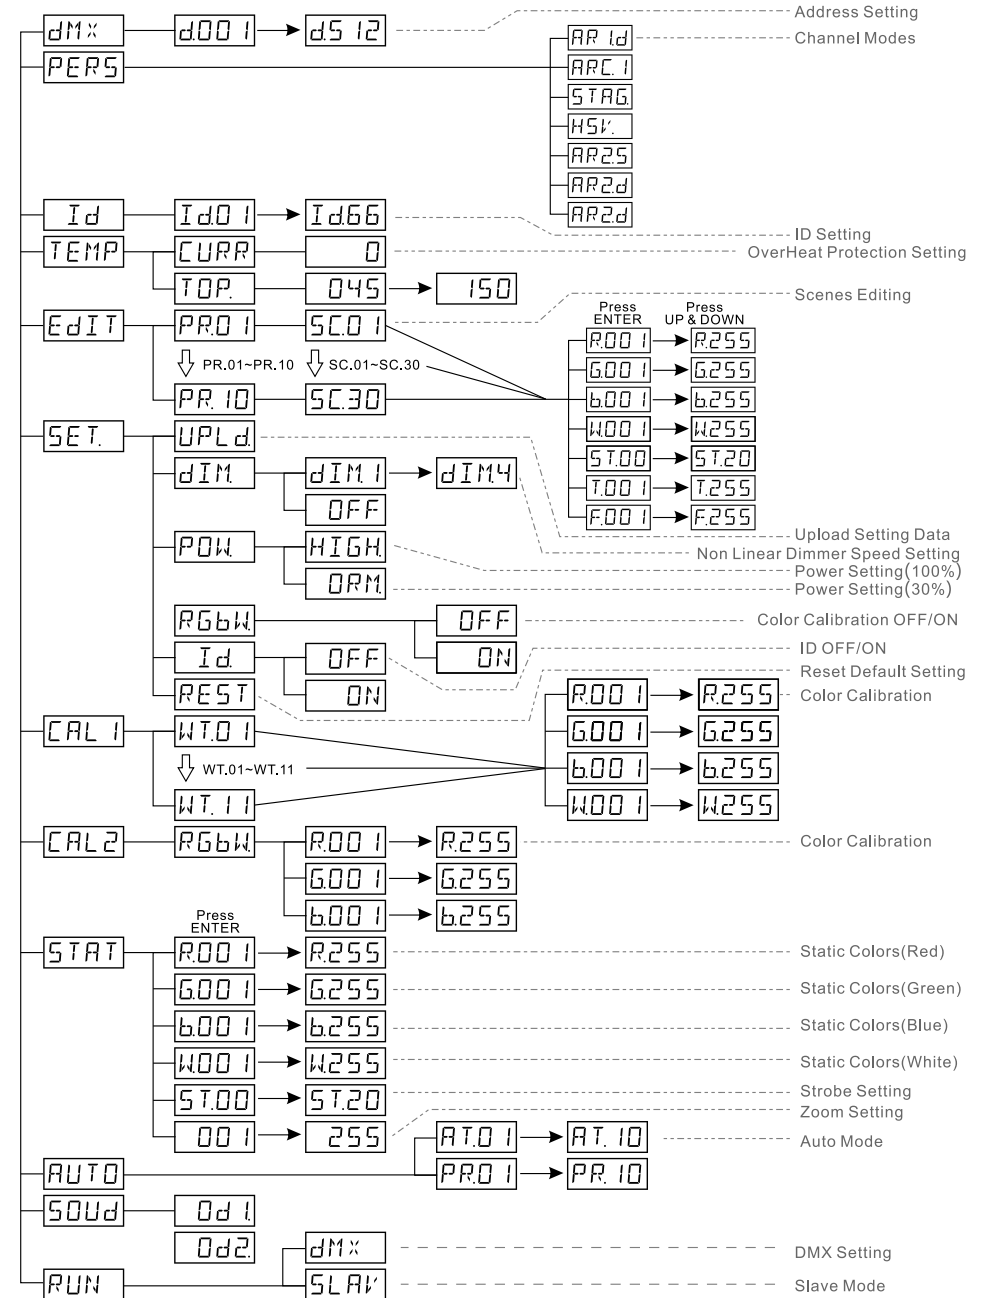 dMX d.001 d.512 Address Setting
AR1.d Channel Modes
PERS
ARC.1
STAG.
HSV.
AR2.S
AR2.d
AR2.d
Id Id.01 Id.66 ID Setting
TEMP CURR 0 OverHeat Protection Setting
TOP. 045 150
Scenes Editing
Press ENTER Press UP & DOWN
EdIT PR.01 SC.01
R.001 R.255
PR.01~PR.10 SC.01~SC.30
G.001 G.255
PR.10 SC.30 b.001 b.255
SET. UPLd. W.001 W.255
dIM. dIM.1 dIM.4 ST.00 ST.20
T.001 T.255
OFF F.001 F.255
Upload Setting Data
POW. HIGH. Non Linear Dimmer Speed Setting
Power Setting(100%)
ORM. Power Setting(30%)
RGbW. OFF Color Calibration OFF/ON
Id. OFF ON ID OFF/ON
Reset Default Setting
REST ON R.001 R.255 Color Calibration
CAL1 WT.01 G.001 G.255
WT.01~WT.11 b.001 b.255
WT.11 W.001 W.255
CAL2 RGbW. R.001 R.255 Color Calibration
G.001 G.255
b.001 b.255
Press
ENTER
STAT R.001 R.255 Static Colors(Red)
G.001 G.255 Static Colors(Green)
b.001 b.255 Static Colors(Blue)
W.001 W.255 Static Colors(White)
ST.00 ST.20 Strobe Setting
Zoom Setting
001 255 AT.01 AT.10 Auto Mode
AUTO PR.01 PR.10
SOUd Od1.
Od2. dMX DMX Setting
RUN SLAV Slave Mode